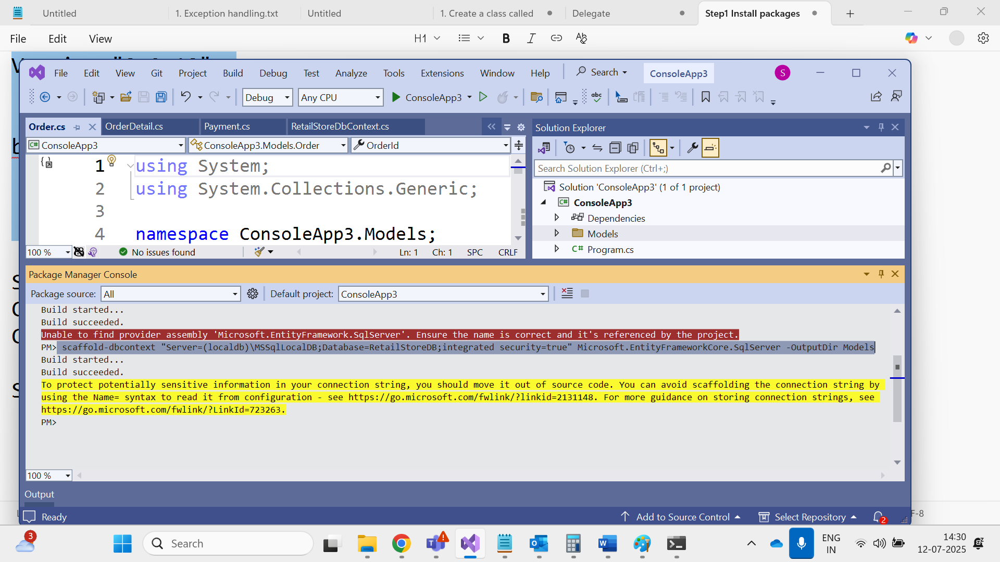 Untitled
1. Exception handling.txt
Untitled
1. Create a class called
Delegate
Step1 Install packages
File Edit View
H1
File Edit View Git Project Build Debug Test Analyze Tools Extensions Window Help
Search
ConsoleApp3
S
Debug
Any CPU
ConsoleApp3
Order.cs
OrderDetail.cs
Payment.cs
RetailStoreDbContext.cs
ConsoleApp3
ConsoleApp3.Models.Order
OrderId
1 using System;
2 using System.Collections.Generic;
3
4 namespace ConsoleApp3.Models;
100 %
No issues found
Ln: 1 Ch: 1 SPC CRLF
Solution Explorer
Search Solution Explorer (Ctrl+;)
Solution 'ConsoleApp3' (1 of 1 project)
ConsoleApp3
Dependencies
Models
Program.cs
Package Manager Console
Package source: All
Default project: ConsoleApp3
Build started...
Build succeeded.
Unable to find provider assembly 'Microsoft.EntityFramework.SqlServer'. Ensure the name is correct and it's referenced by the project.
PM> scaffold-dbcontext "Server=(localdb)\MSSqlLocalDB;Database=RetailStoreDB;integrated security=true" Microsoft.EntityFrameworkCore.SqlServer -OutputDir Models
Build started...
Build succeeded.
To protect potentially sensitive information in your connection string, you should move it out of source code. You can avoid scaffolding the connection string by
using the Name= syntax to read it from configuration - see https://go.microsoft.com/fwlink/?linkid=2131148. For more guidance on storing connection strings, see
https://go.microsoft.com/fwlink/?LinkId=723263.
PM>
100 %
Output
Ready
Add to Source Control
Select Repository
2
F-8
3
Search
ENG
IN
14:30
12-07-2025